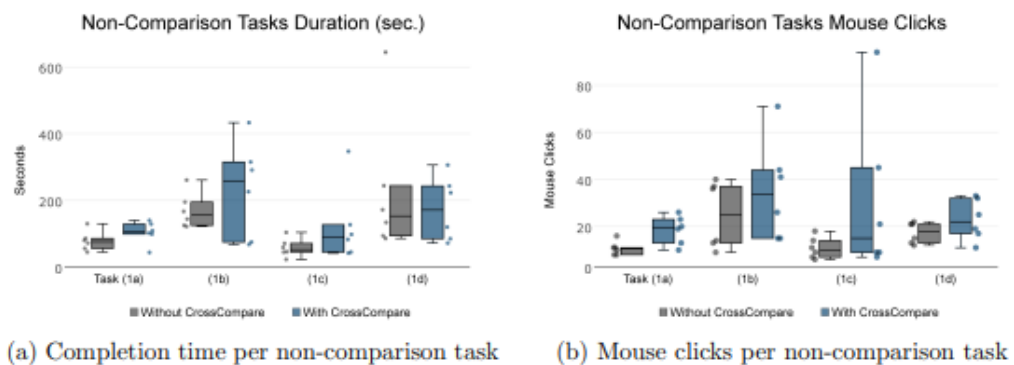 Non-Comparison Tasks Duration (sec.)
600
400
200
0
Seconds
Task (1a) (1b) (1c) (1d)
Without CrossCompare With CrossCompare
(a) Completion time per non-comparison task
Non-Comparison Tasks Mouse Clicks
80
60
40
20
0
Mouse Clicks
Task (1a) (1b) (1c) (1d)
Without CrossCompare With CrossCompare
(b) Mouse clicks per non-comparison task